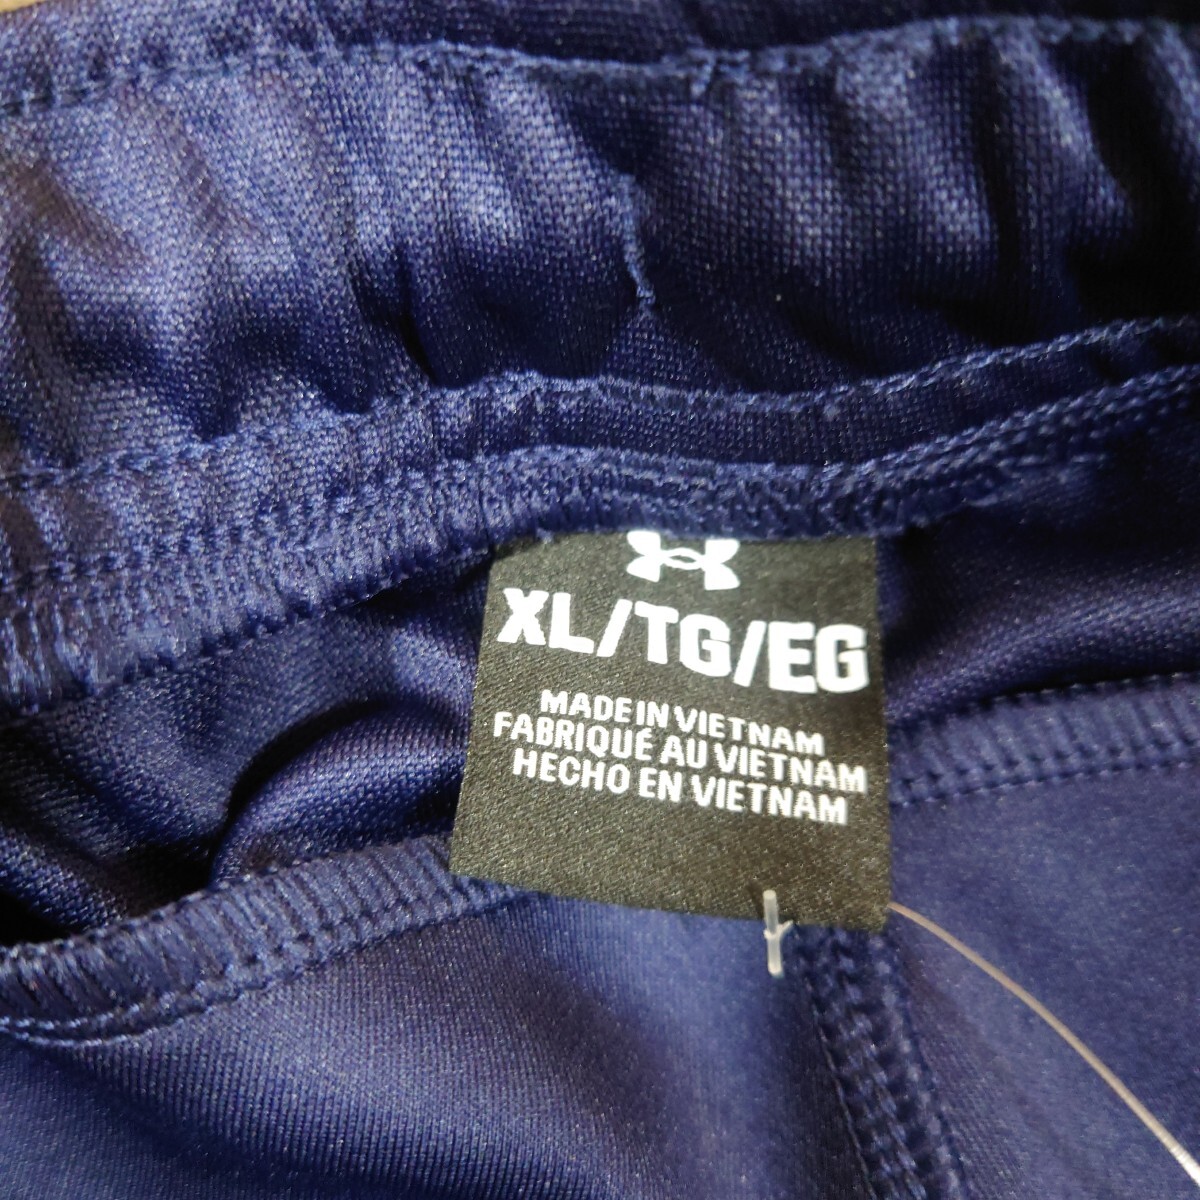 XL/TG/EG
MADE IN VIETNAM
FABRIQUÉ AU VIETNAM
HECHO EN VIETNAM